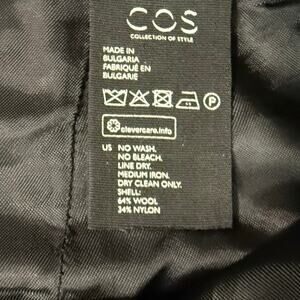 COS
COLLECTION OF STYLE
MADE IN
BULGARIA
FABRIQUÉ EN
BULGARIE
P
clevercare.info
US NO WASH.
NO BLEACH.
LINE DRY.
MEDIUM IRON.
DRY CLEAN ONLY.
SHELL:
64% WOOL
34% NYLON